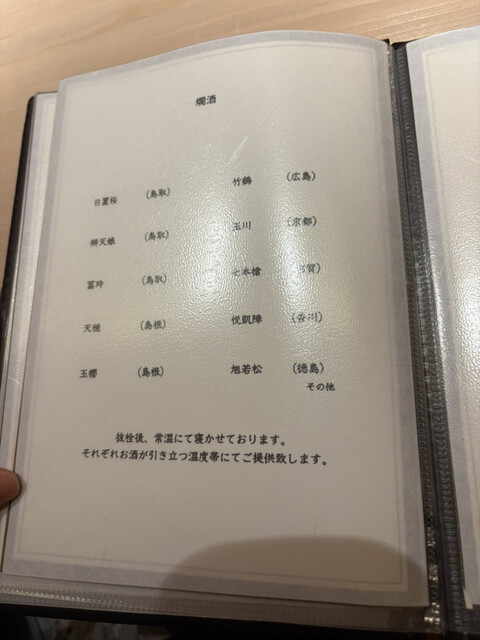 燗酒
日置桜 (鳥取)
辨天娘 (鳥取)
冨玲 (鳥取)
天穏 (島根)
玉櫻 (島根)
竹鶴 (広島)
玉川 (京都)
七本槍 (滋賀)
悦凱陣 (香川)
旭若松 (徳島)
その他
抜栓後、常温にて寝かせております。
それぞれお酒が引き立つ温度帯にてご提供致します。